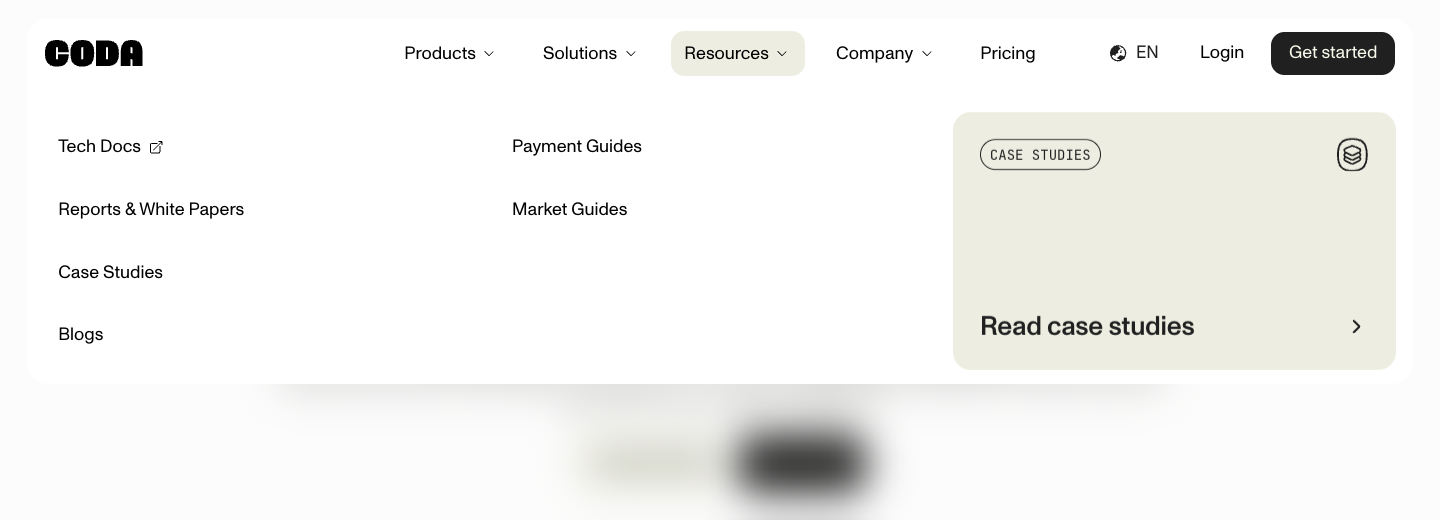 CODA
Products
Solutions
Resources
Company
Pricing
EN
Login
Get started
Tech Docs
Reports & White Papers
Case Studies
Blogs
Payment Guides
Market Guides
CASE STUDIES
Read case studies